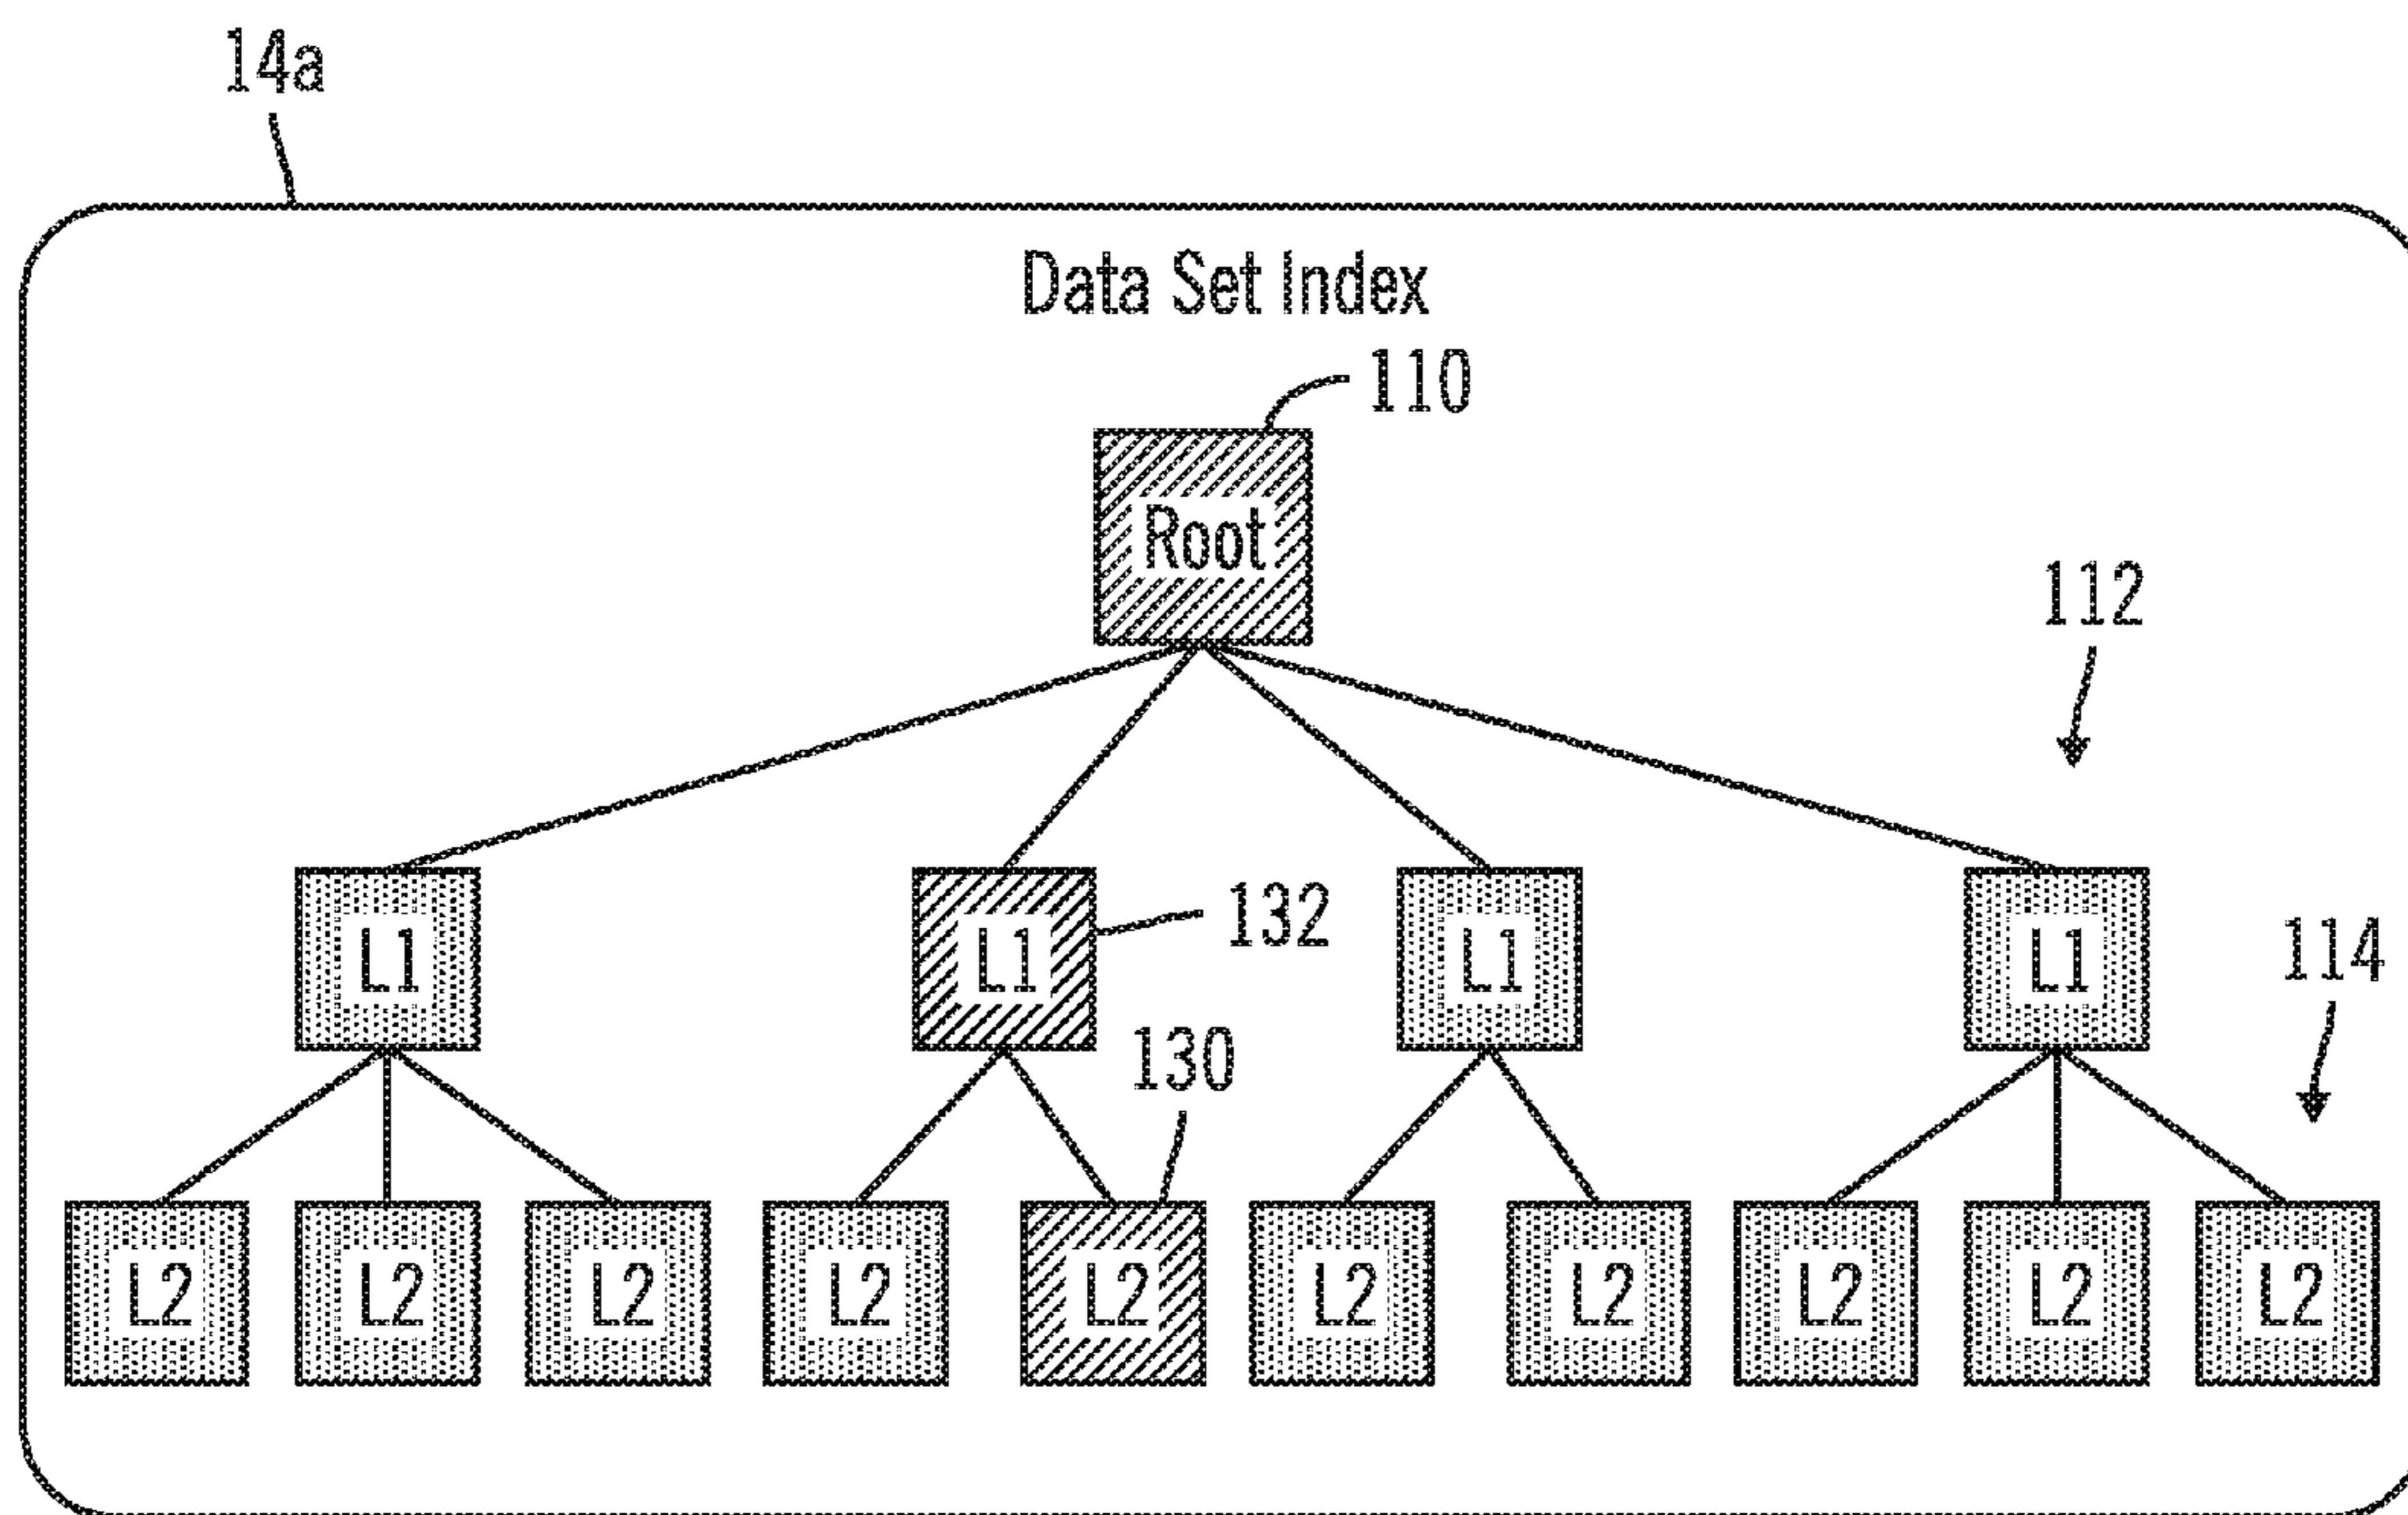 14a
Data Set Index
110
Root
112
L1 L1 132 L1 L1
114
130
L2 L2 L2 L2 L2 L2 L2 L2 L2 L2